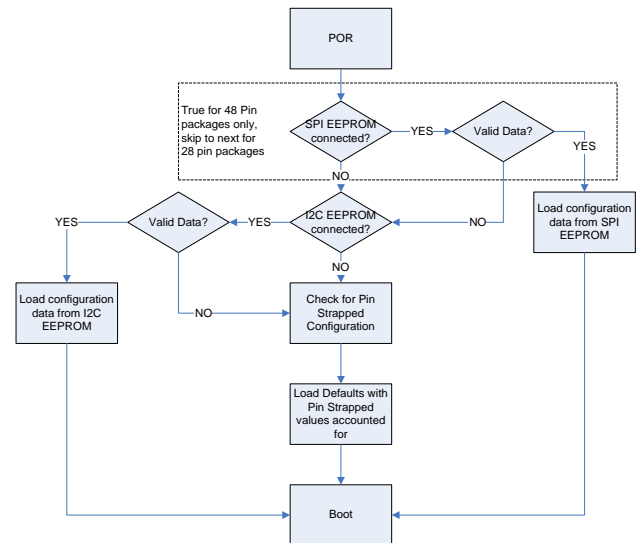 POR
True for 48 Pin
packages only,
skip to next for
28 pin packages
SPI EEPROM
connected?
YES
Valid Data?
YES
NO
NO
Load configuration
data from SPI
EEPROM
I2C EEPROM
connected?
YES
Valid Data?
YES
NO
NO
Load configuration
data from I2C
EEPROM
Check for Pin
Strapped
Configuration
Load Defaults with
Pin Strapped
values accounted
for
Boot